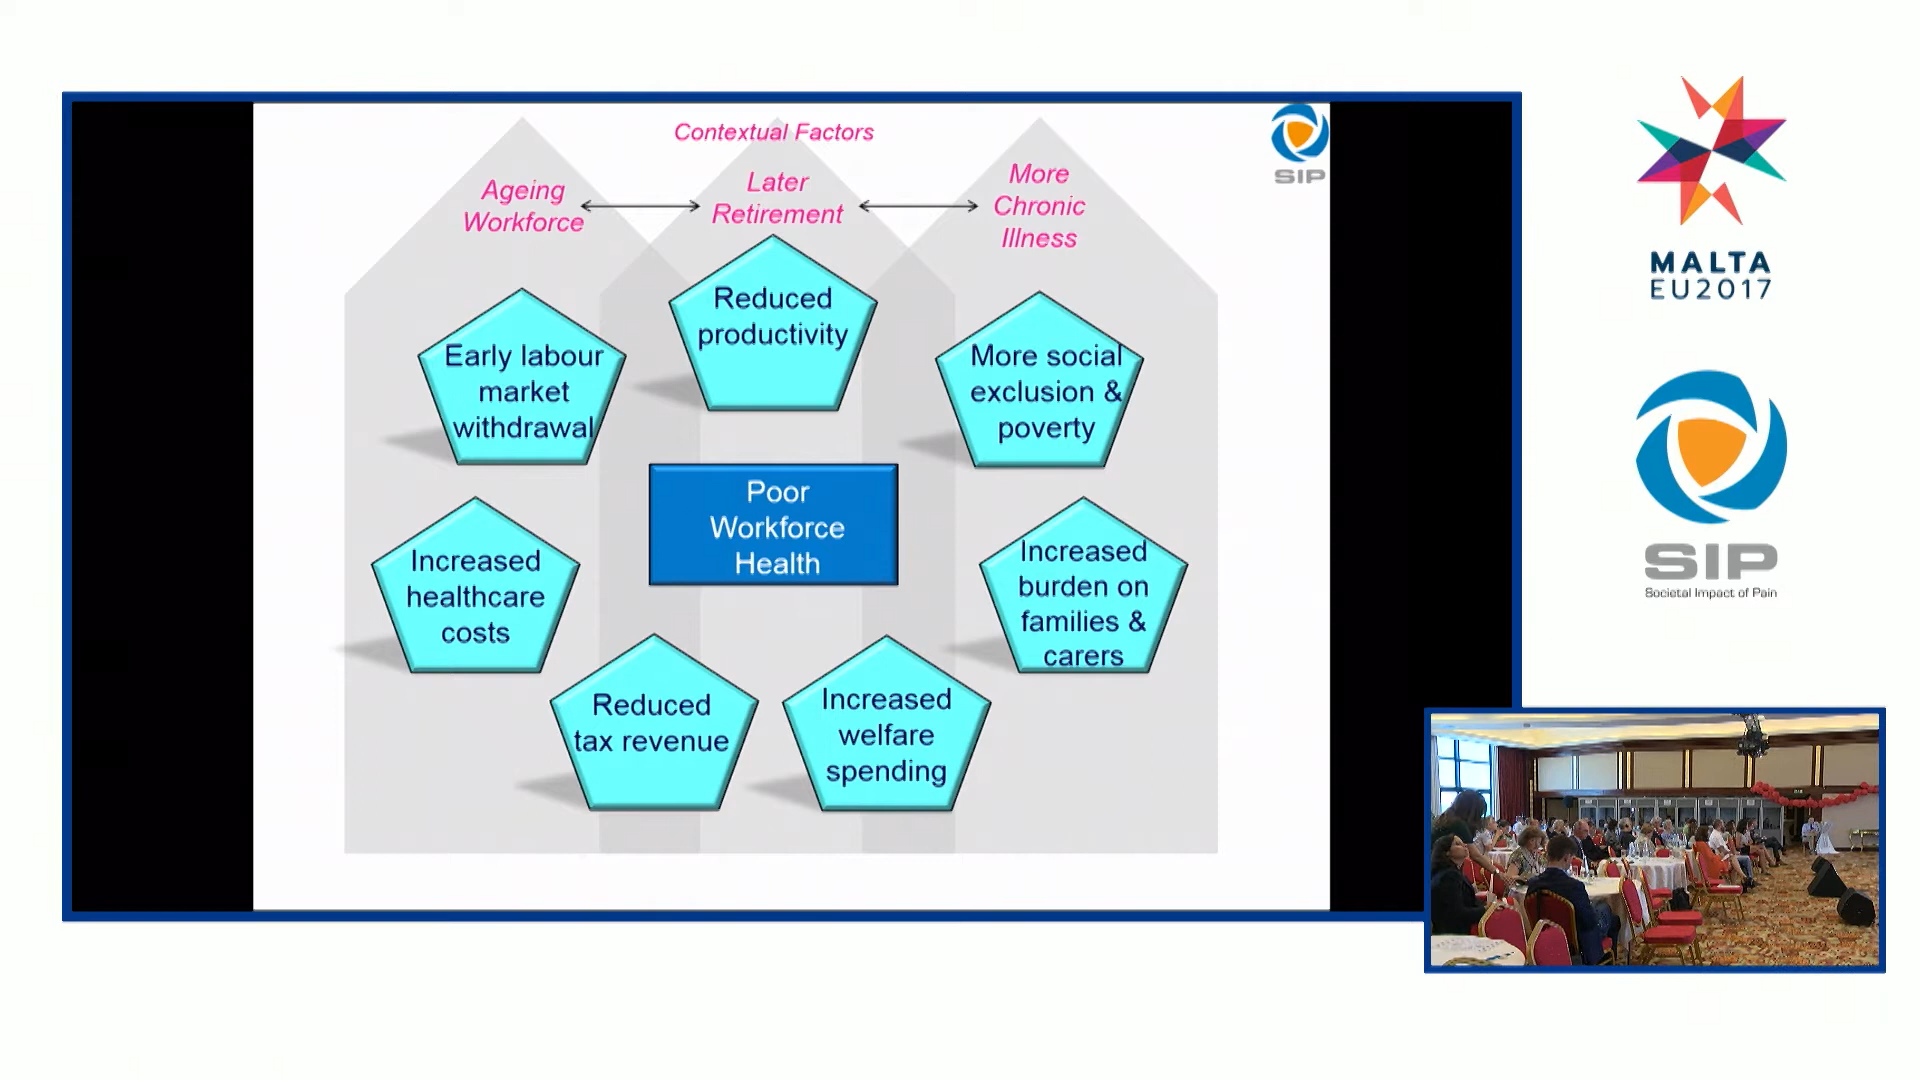 Contextual Factors
Ageing
Workforce
Later
Retirement
More
Chronic
Illness
SIP
Reduced
productivity
Early labour
market
withdrawal
More social
exclusion &
poverty
Poor
Workforce
Health
Increased
healthcare
costs
Increased
burden on
families &
carers
Reduced
tax revenue
Increased
welfare
spending
MALTA
EU2017
SIP
Societal Impact of Pain